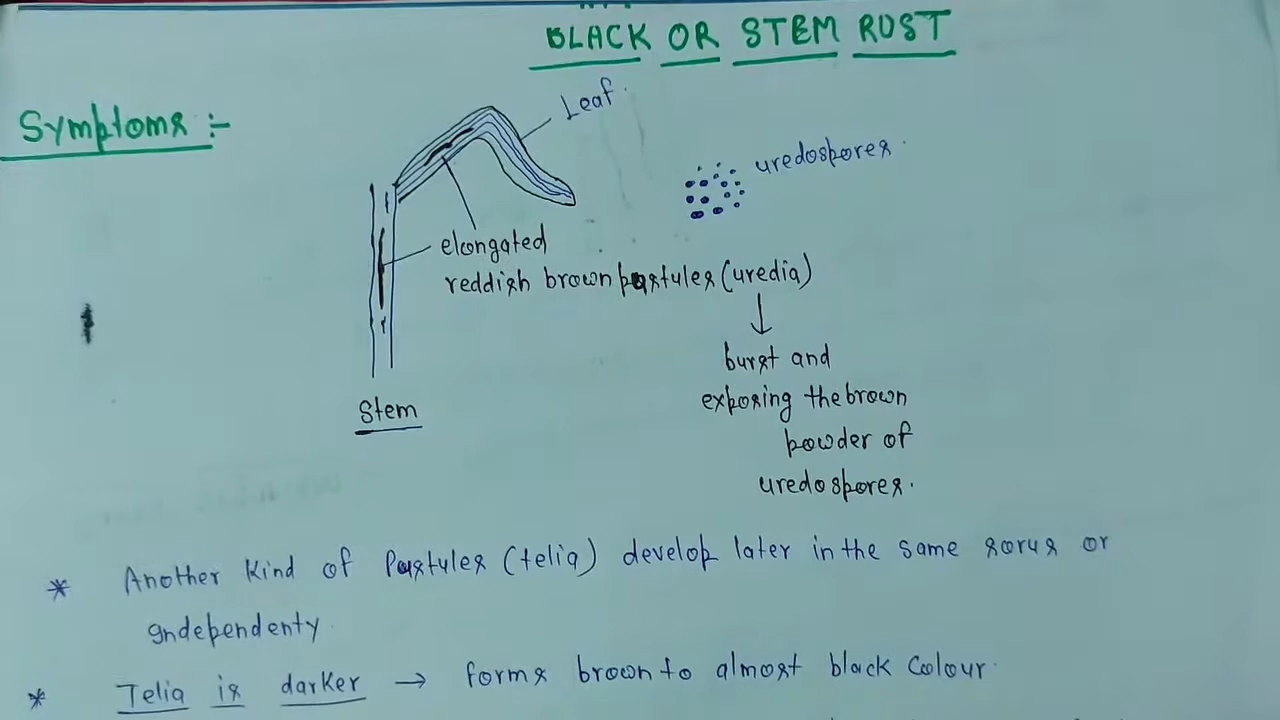 BLACK OR STEM RUST
Symptoms :-
Leaf
uredospores
elongated
reddish brown pustules (uredia)
↓
burst and
exposing the brown
powder of
uredospores.
Stem
* Another Kind of Pustules (telia) develop later in the same sorus or
independenty
* Telia is darker → forms brown to almost black colour